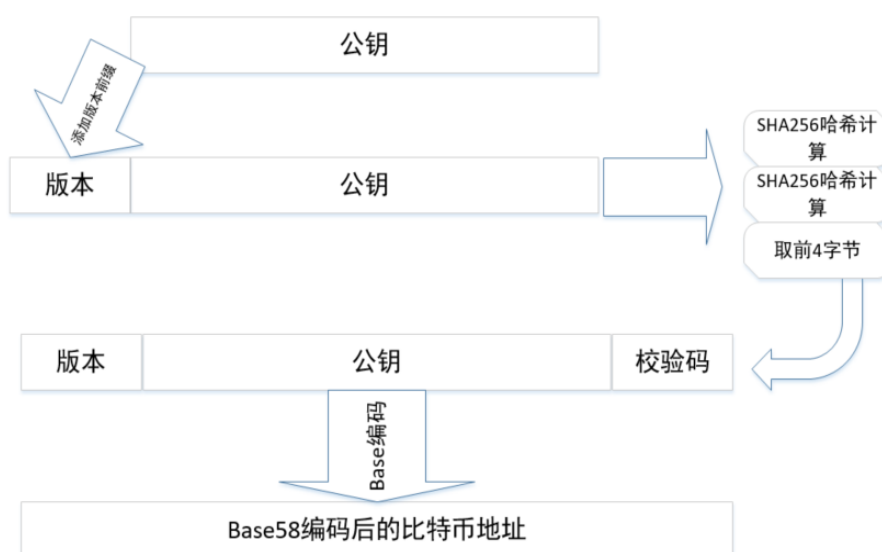 公钥
添加版本前缀
版本
公钥
SHA256哈希计
算
SHA256哈希计
算
取前4字节
版本
公钥
校验码
Base编码
Base58编码后的比特币地址